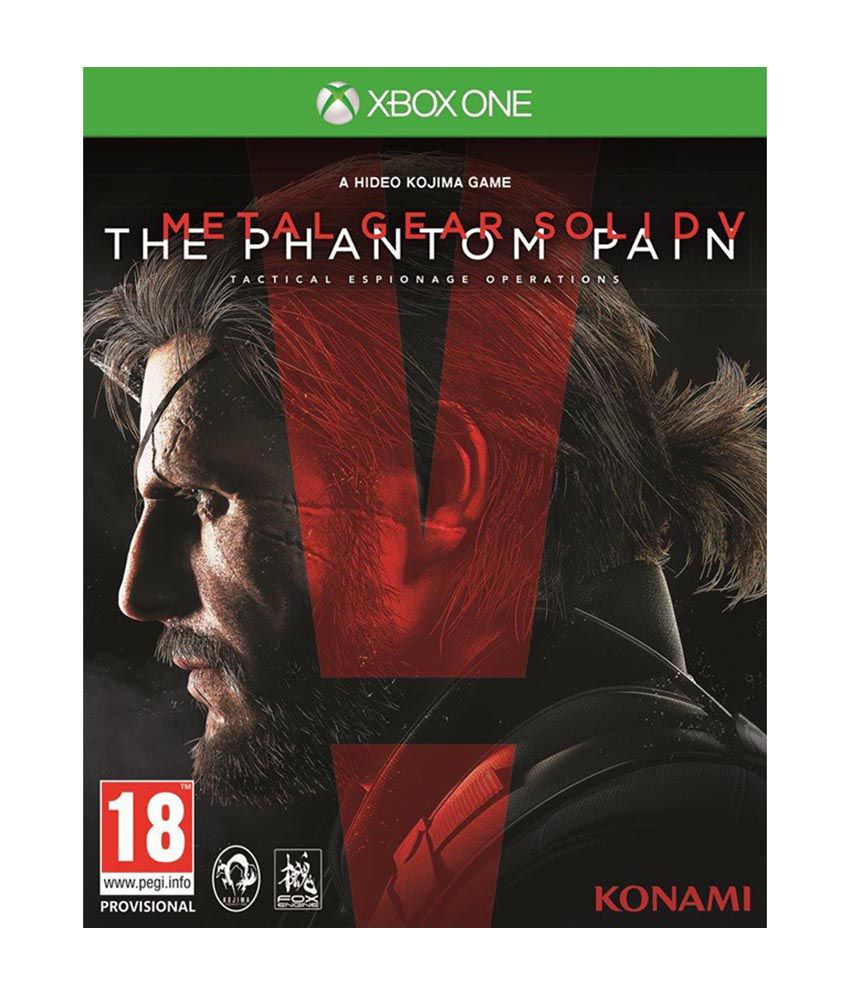 XBOX ONE
A HIDEO KOJIMA GAME
METAL GEAR SOLID V
THE PHANTOM PAIN
TACTICAL ESPIONAGE OPERATIONS
18 TM
www.pegi.info
PROVISIONAL
KOJIMA
FOX
ENGINE
KONAMI